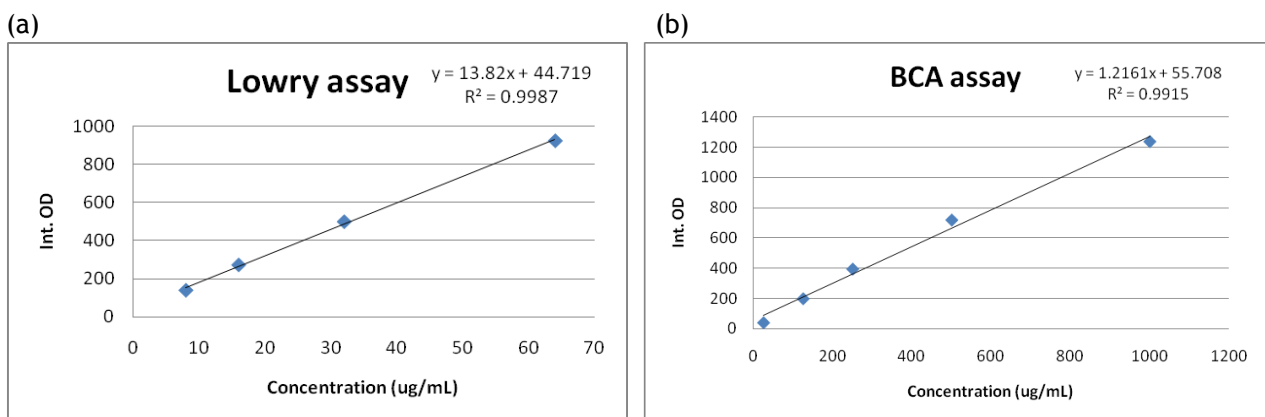 (a)
Lowry assay
y = 13.82x + 44.719
R² = 0.9987
1000
800
600
400
200
0
Int. OD
0 10 20 30 40 50 60 70
Concentration (ug/mL)
(b)
BCA assay
y = 1.2161x + 55.708
R² = 0.9915
1400
1200
1000
800
600
400
200
0
Int. OD
0 200 400 600 800 1000 1200
Concentration (ug/mL)